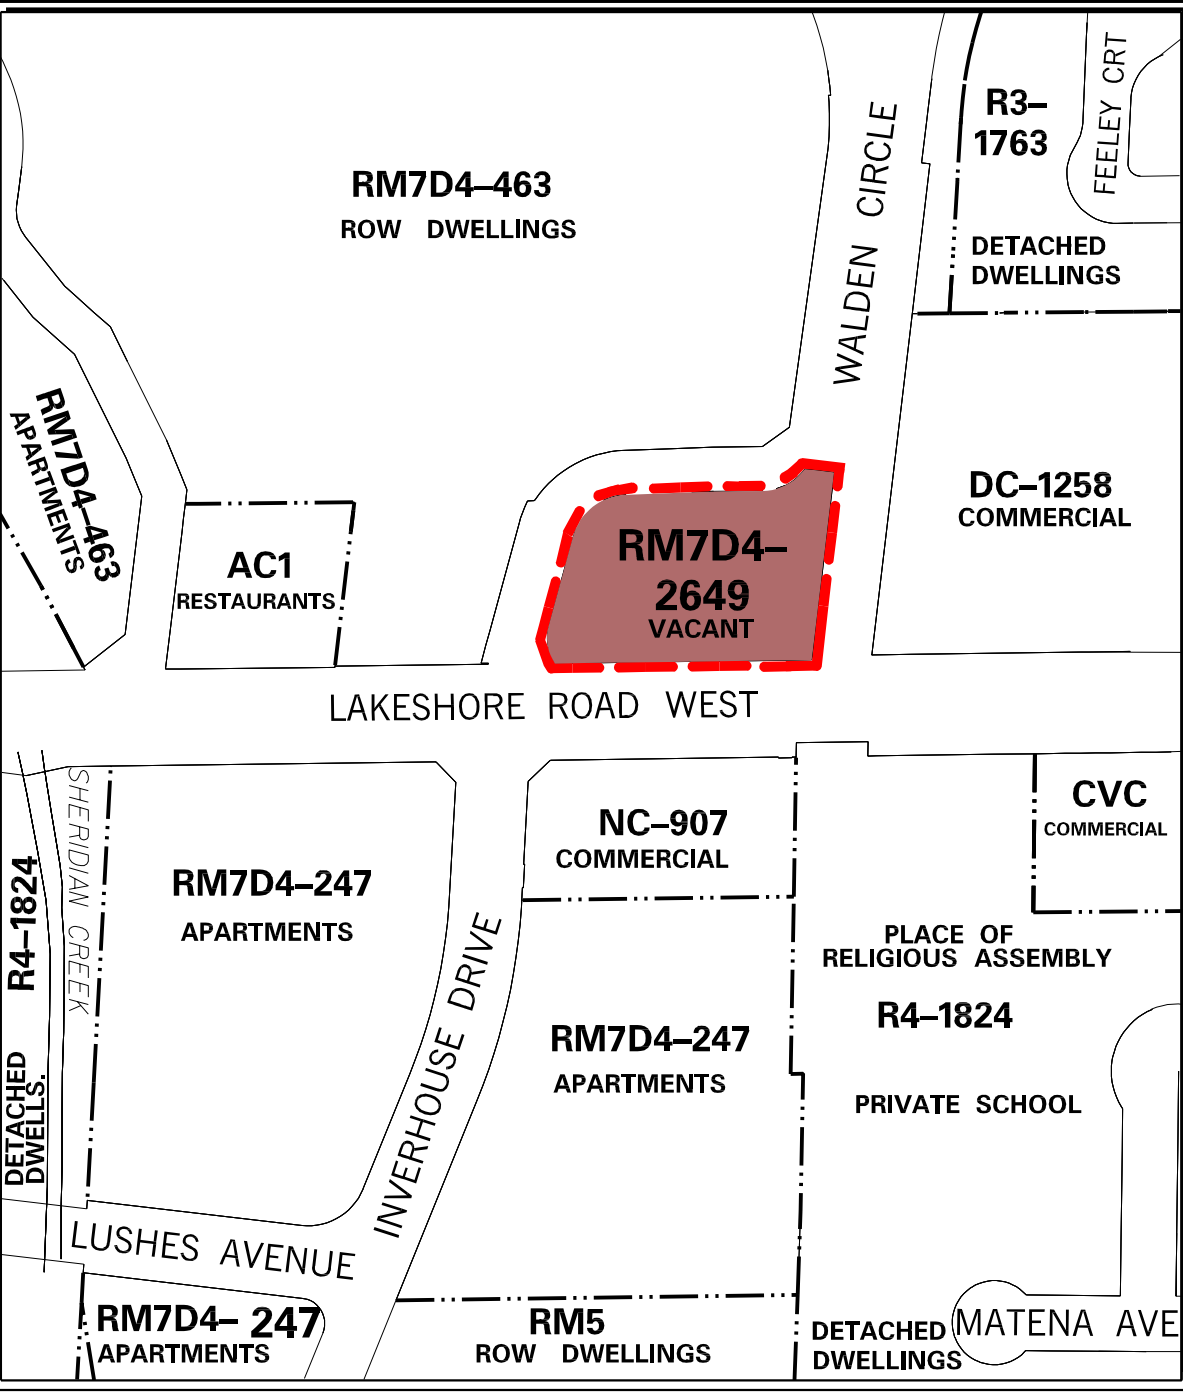 R3–
1763
FEELEY CRT
WALDEN CIRCLE
RM7D4–463
ROW DWELLINGS
DETACHED
DWELLINGS
RM7D4–463
APARTMENTS
AC1
RESTAURANTS
RM7D4–
2649
VACANT
DC–1258
COMMERCIAL
LAKESHORE ROAD WEST
SHERIDIAN CREEK
R4–1824
DETACHED
DWELLS.
RM7D4–247
APARTMENTS
INVERHOUSE DRIVE
NC–907
COMMERCIAL
CVC
COMMERCIAL
PLACE OF
RELIGIOUS ASSEMBLY
R4–1824
PRIVATE SCHOOL
RM7D4–247
APARTMENTS
LUSHES AVENUE
RM7D4– 247
APARTMENTS
RM5
ROW DWELLINGS
DETACHED
DWELLINGS
MATENA AVE